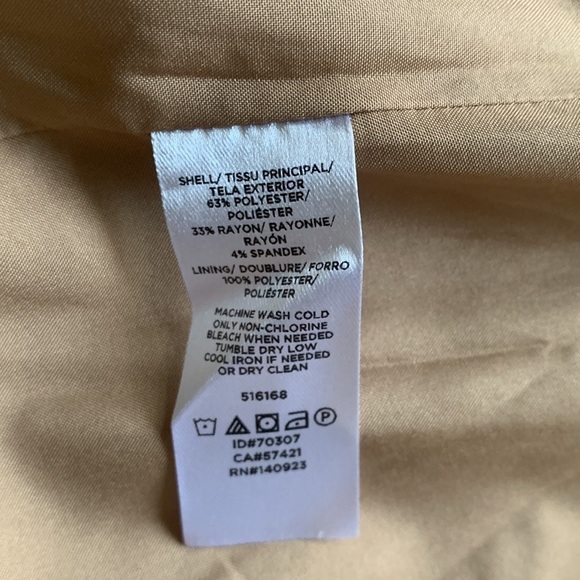 SHELL/ TISSU PRINCIPAL/
TELA EXTERIOR
63% POLYESTER/
POLIÉSTER
33% RAYON/ RAYONNE/
RAYÓN
4% SPANDEX
LINING/ DOUBLURE/ FORRO
100% POLYESTER/
POLIÉSTER
MACHINE WASH COLD
ONLY NON-CHLORINE
BLEACH WHEN NEEDED
TUMBLE DRY LOW
COOL IRON IF NEEDED
OR DRY CLEAN
516168
P
ID#70307
CA#57421
RN#140923